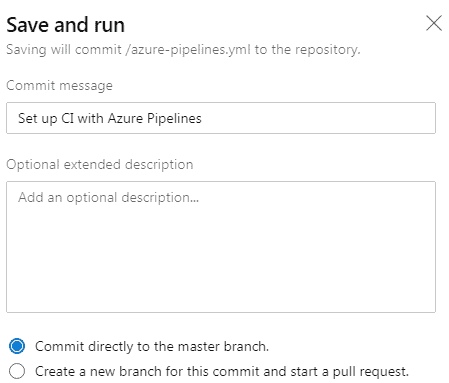 Save and run
Saving will commit /azure-pipelines.yml to the repository.
Commit message
Set up CI with Azure Pipelines
Optional extended description
Add an optional description...
Commit directly to the master branch.
Create a new branch for this commit and start a pull request.